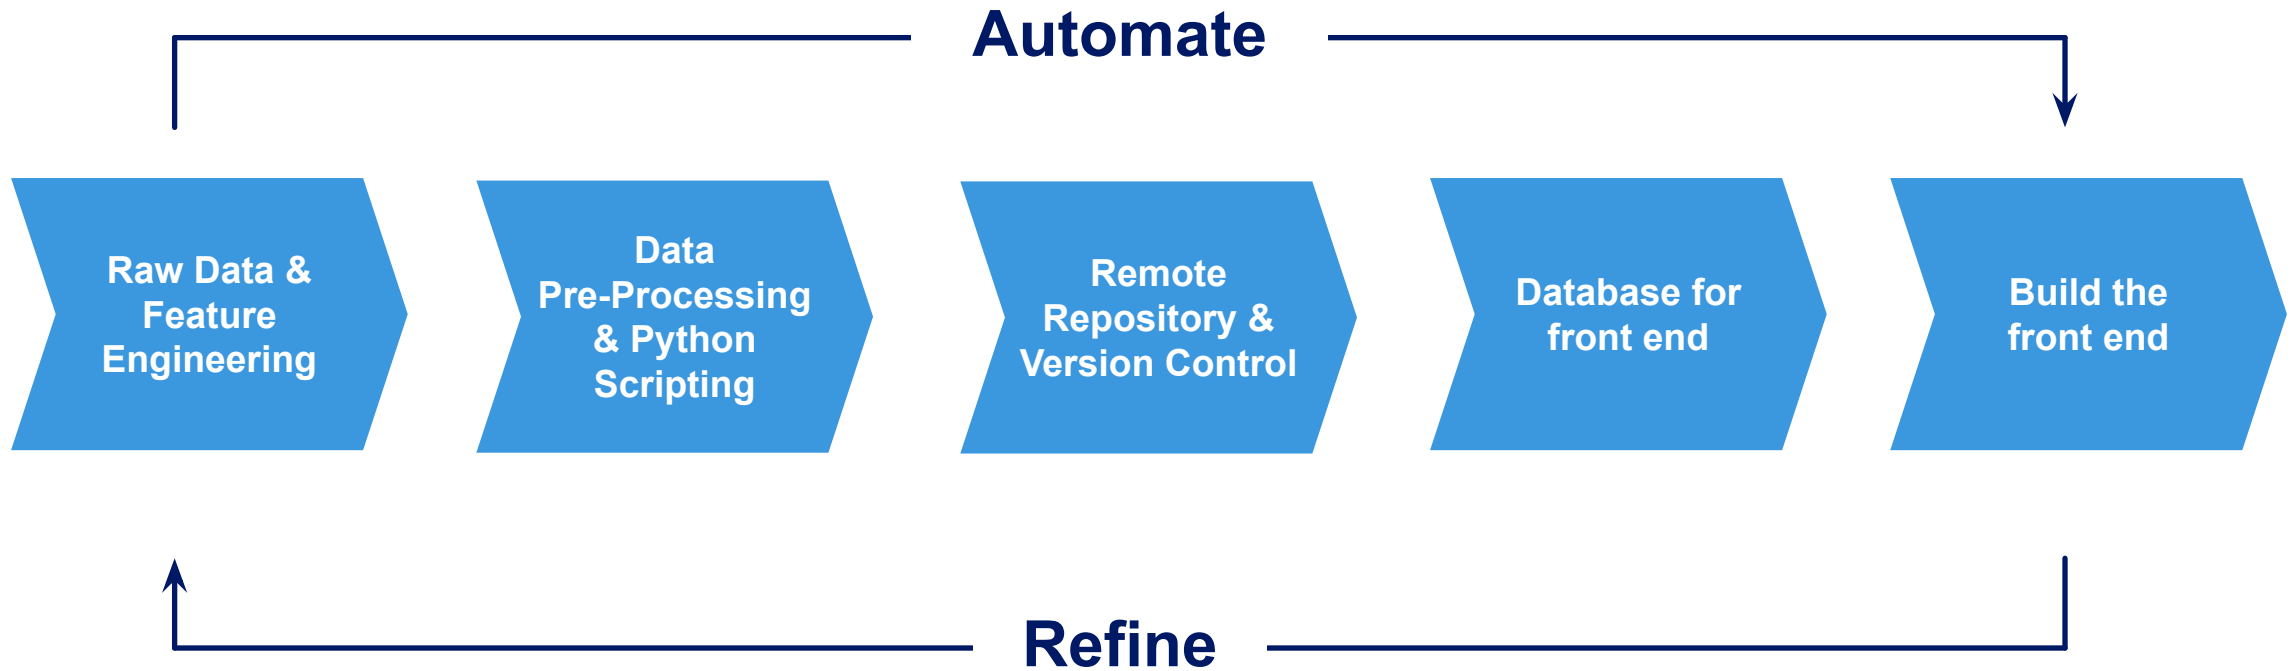 Automate
Raw Data &
Feature
Engineering
Data
Pre-Processing
& Python
Scripting
Remote
Repository &
Version Control
Database for
front end
Build the
front end
Refine